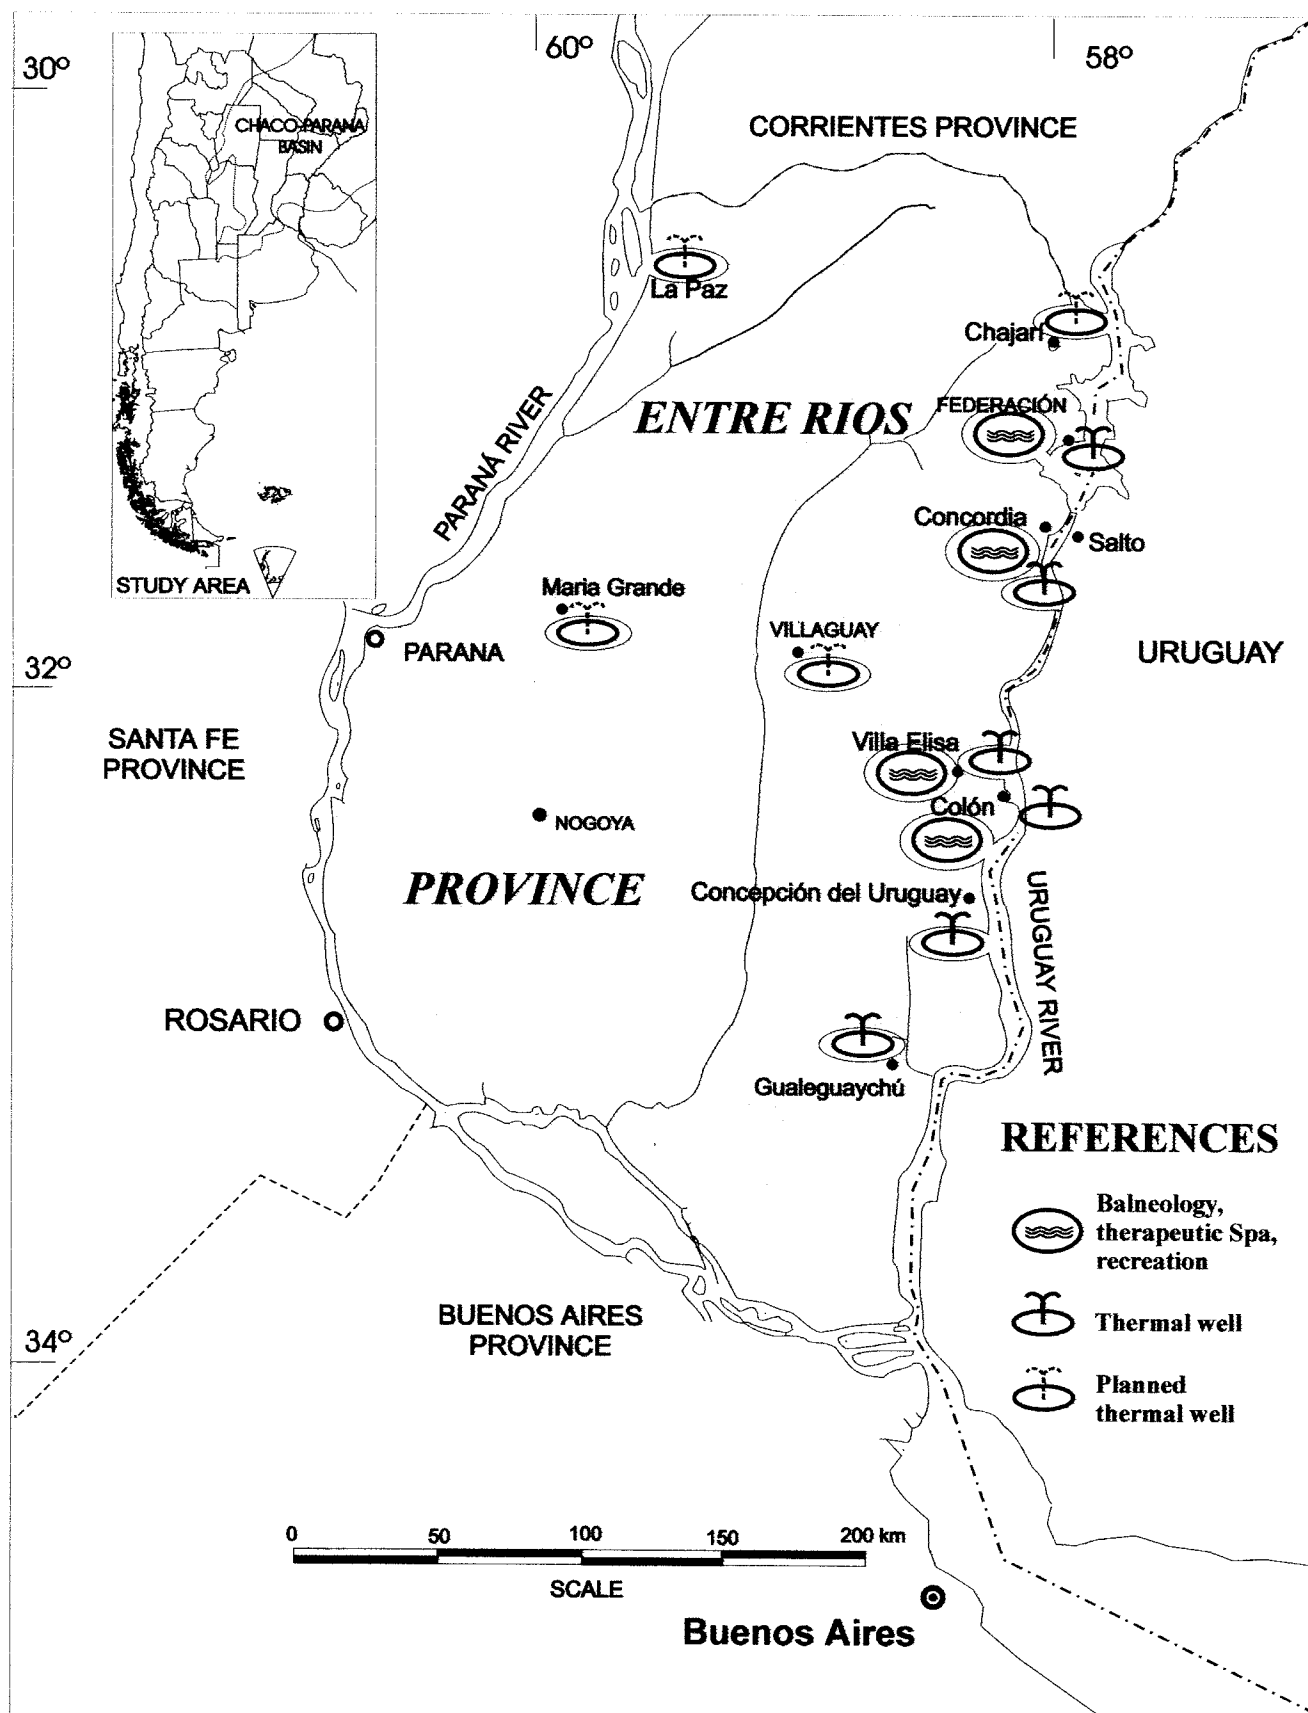 30º
60º
58º
CHACO-PARANA
BASIN
STUDY AREA
CORRIENTES PROVINCE
La Paz
Chajarí
PARANÁ RIVER
ENTRE RIOS
FEDERACIÓN
Concordia
Salto
Maria Grande
VILLAGUAY
PARANA
32º
URUGUAY
SANTA FE
PROVINCE
Villa Elisa
Colón
NOGOYA
PROVINCE
Concepción del Uruguay
URUGUAY RIVER
ROSARIO
Gualeguaychú
REFERENCES
Balneology,
therapeutic Spa,
recreation
Thermal well
Planned
thermal well
BUENOS AIRES
PROVINCE
34º
0 50 100 150 200 km
SCALE
Buenos Aires